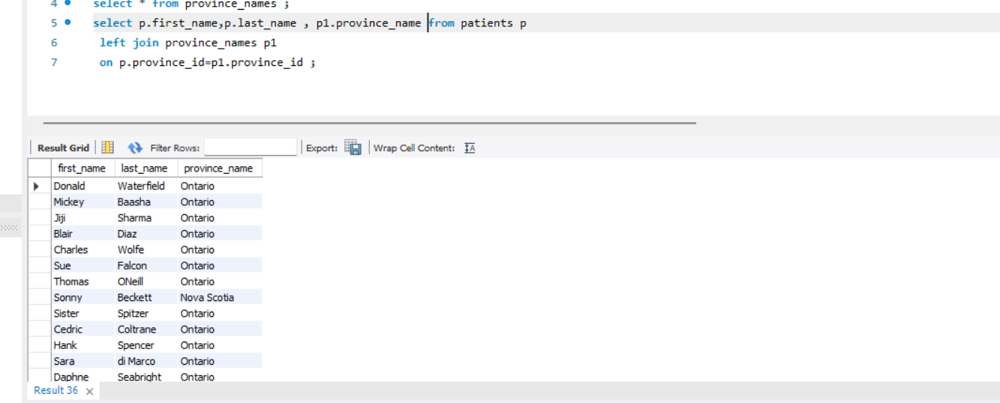 4 select * from province_names ;
5 select p.first_name,p.last_name , p1.province_name from patients p
6 left join province_names p1
7 on p.province_id=p1.province_id ;
Result Grid Filter Rows: Export: Wrap Cell Content: IA
first_name last_name province_name
Donald Waterfield Ontario
Mickey Baasha Ontario
Jiji Sharma Ontario
Blair Diaz Ontario
Charles Wolfe Ontario
Sue Falcon Ontario
Thomas ONeill Ontario
Sonny Beckett Nova Scotia
Sister Spitzer Ontario
Cedric Coltrane Ontario
Hank Spencer Ontario
Sara di Marco Ontario
Daphne Seabright Ontario
Result 36 ×